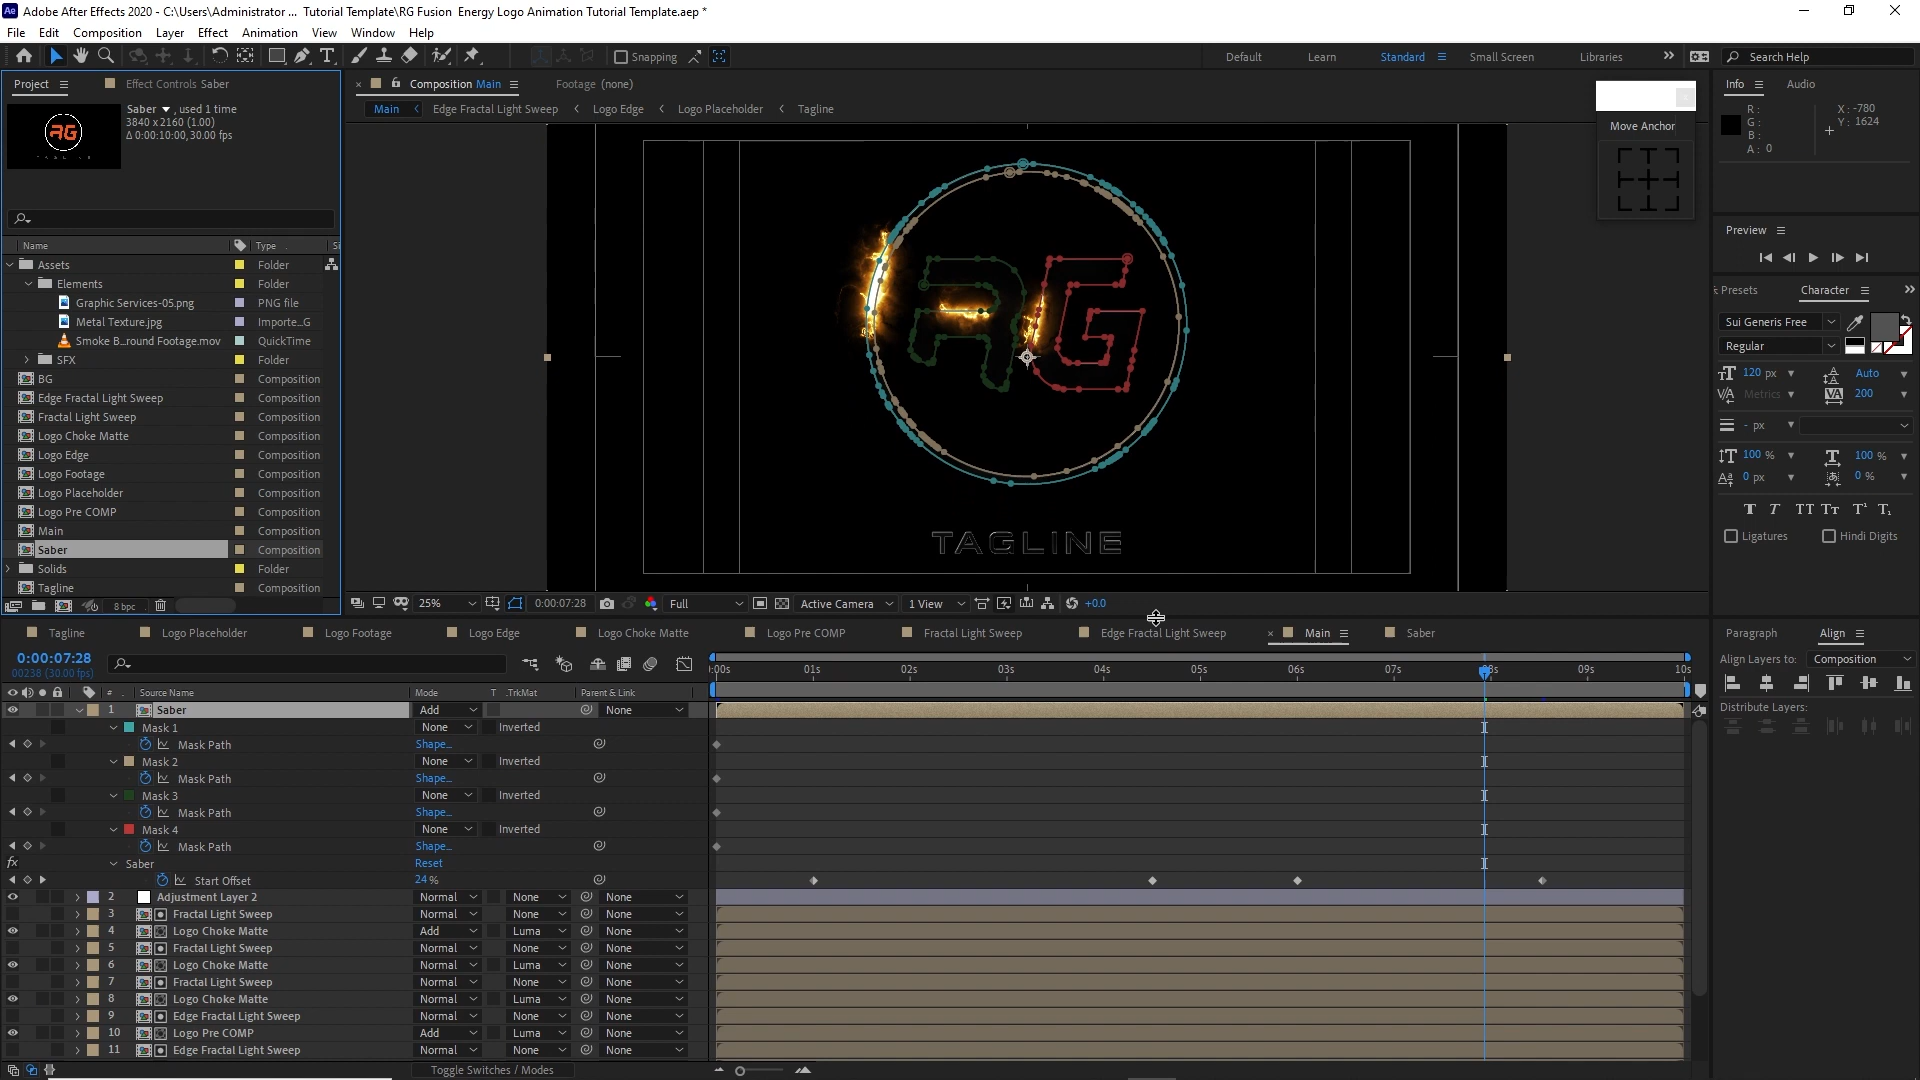 Adobe After Effects 2020 - C:\Users\Administrator ... Tutorial Template\RG Fusion Energy Logo Animation Tutorial Template.aep *
File Edit Composition Layer Effect Animation View Window Help
Snapping Default Learn Standard Small Screen Libraries Search Help
Project Effect Controls Saber
Saber , used 1 time
3840 x 2160 (1.00)
Δ 0:00:10:00, 30.00 fps
RG
Composition Main Footage (none)
Main Edge Fractal Light Sweep Logo Edge Logo Placeholder Tagline
Name Type
Assets Folder
Elements Folder
Graphic Services-05.png PNG file
Metal Texture.jpg Importe...G
Smoke B...round Footage.mov QuickTime
SFX Folder
BG Composition
Edge Fractal Light Sweep Composition
Fractal Light Sweep Composition
Logo Choke Matte Composition
Logo Edge Composition
Logo Footage Composition
Logo Placeholder Composition
Logo Pre COMP Composition
Main Composition
Saber Composition
Solids Folder
Tagline Composition
8 bpc
RG
TAGLINE
25% 0:00:07:28 Full Active Camera 1 View +0.0
Move Anchor
Info Audio
R :
G :
B :
A : 0
X : -780
Y : 1624
Preview
Presets Character
Sui Generis Free
Regular
120 px Auto
Metrics 200
- px
100 % 100 %
0 px 0 %
T T TT Tr T¹ T₁
Ligatures Hindi Digits
Tagline Logo Placeholder Logo Footage Logo Edge Logo Choke Matte Logo Pre COMP Fractal Light Sweep Edge Fractal Light Sweep Main Saber
0:00:07:28
00238 (30.00 fps)
:00s 01s 02s 03s 04s 05s 06s 07s 08s 09s 10s
# Source Name Mode T .TrkMat Parent & Link
1 Saber Add None
Mask 1 None Inverted
Mask Path Shape...
Mask 2 None Inverted
Mask Path Shape...
Mask 3 None Inverted
Mask Path Shape...
Mask 4 None Inverted
Mask Path Shape...
fx Saber Reset
Start Offset 24 %
2 Adjustment Layer 2 Normal None None
3 Fractal Light Sweep Normal None None
4 Logo Choke Matte Add Luma None
5 Fractal Light Sweep Normal None None
6 Logo Choke Matte Normal Luma None
7 Fractal Light Sweep Normal None None
8 Logo Choke Matte Normal Luma None
9 Edge Fractal Light Sweep Normal None None
10 Logo Pre COMP Add Luma None
11 Edge Fractal Light Sweep Normal None None
Toggle Switches / Modes
Paragraph Align
Align Layers to: Composition
Distribute Layers: